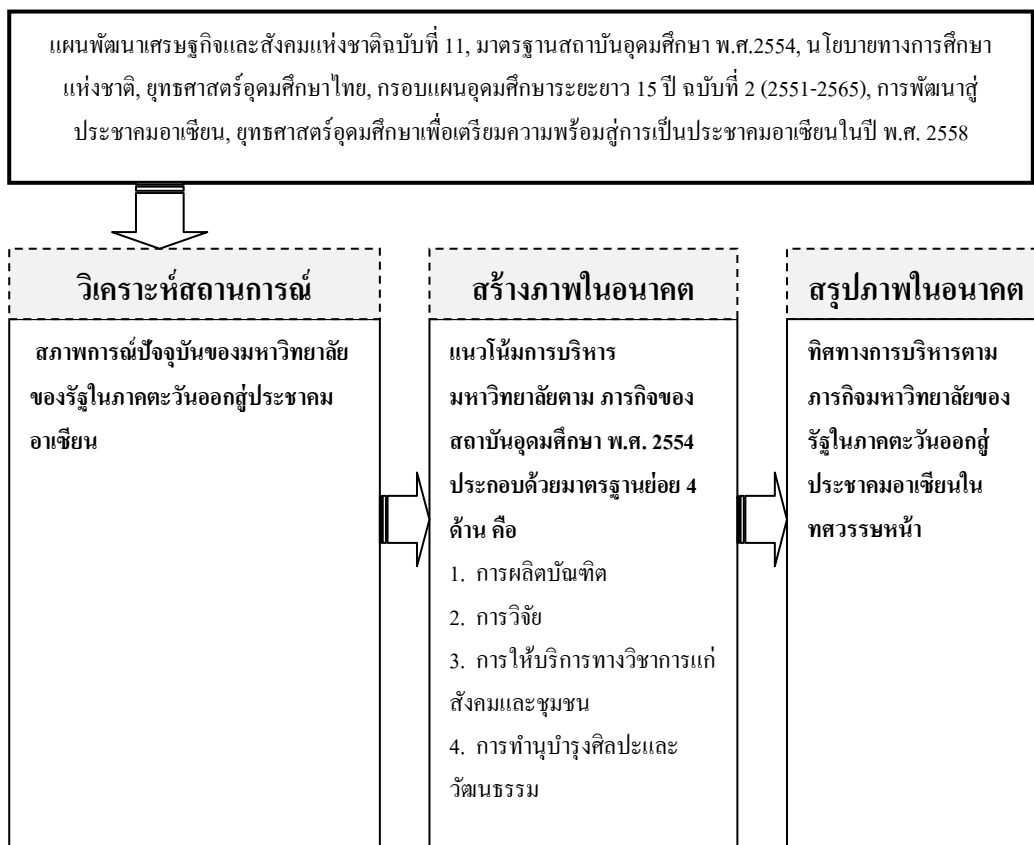 แผนพัฒนาเศรษฐกิจและสังคมแห่งชาติฉบับที่ 11, มาตรฐานสถาบันอุดมศึกษา พ.ศ.2554, นโยบายทางการศึกษา
แห่งชาติ, ยุทธศาสตร์อุดมศึกษาไทย, กรอบแผนอุดมศึกษาระยะยาว 15 ปี ฉบับที่ 2 (2551-2565), การพัฒนาสู่
ประชาคมอาเซียน, ยุทธศาสตร์อุดมศึกษาเพื่อเตรียมความพร้อมสู่การเป็นประชาคมอาเซียนในปี พ.ศ. 2558
วิเคราะห์สถานการณ์
สภาพการณ์ปัจจุบันของมหาวิทยาลัย
ของรัฐในภาคตะวันออกสู่ประชาคม
อาเซียน
สร้างภาพในอนาคต
แนวโน้มการบริหาร
มหาวิทยาลัยตาม ภารกิจของ
สถาบันอุดมศึกษา พ.ศ. 2554
ประกอบด้วยมาตรฐานย่อย 4
ด้าน คือ
1. การผลิตบัณฑิต
2. การวิจัย
3. การให้บริการทางวิชาการแก่
สังคมและชุมชน
4. การทำนุบำรุงศิลปะและ
วัฒนธรรม
สรุปภาพในอนาคต
ทิศทางการบริหารตาม
ภารกิจมหาวิทยาลัยของ
รัฐในภาคตะวันออกสู่
ประชาคมอาเซียนใน
ทศวรรษหน้า